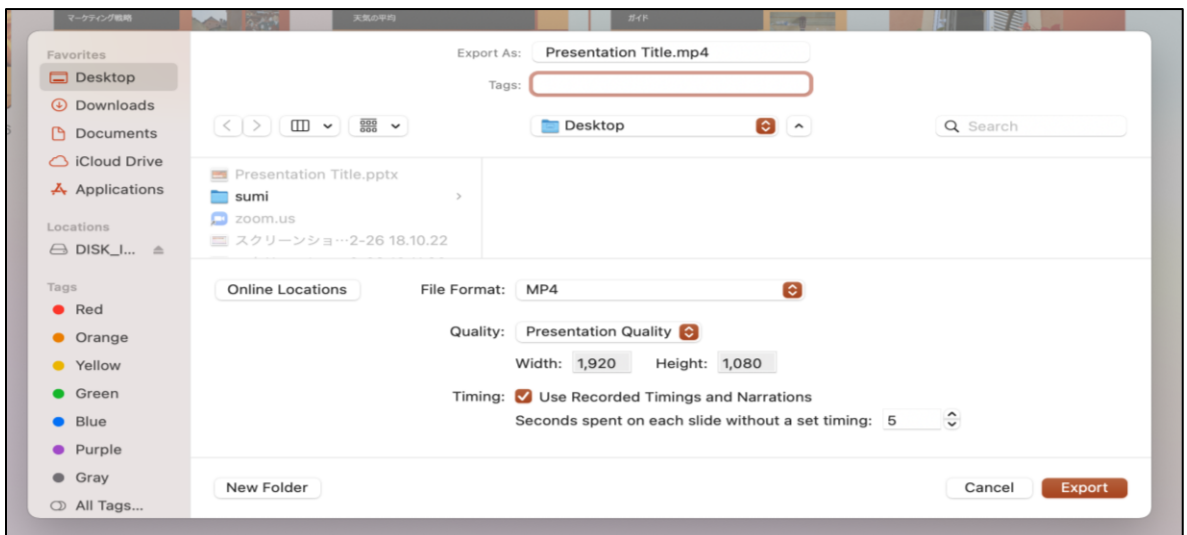 マーケティング戦略
天気の平均
ガイド
Favorites
Desktop
Downloads
Documents
iCloud Drive
Applications
Locations
DISK_I...
Tags
Red
Orange
Yellow
Green
Blue
Purple
Gray
All Tags...
Export As: Presentation Title.mp4
Tags:
Desktop
Search
Presentation Title.pptx
sumi
zoom.us
スクリーンショ…2-26 18.10.22
Online Locations
File Format: MP4
Quality: Presentation Quality
Width: 1,920 Height: 1,080
Timing: Use Recorded Timings and Narrations
Seconds spent on each slide without a set timing: 5
New Folder
Cancel
Export